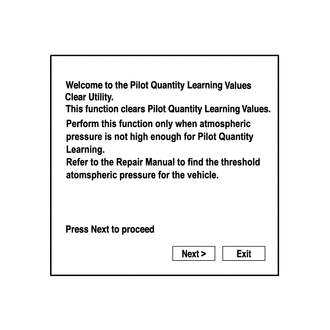 Welcome to the Pilot Quantity Learning Values
Clear Utility.
This function clears Pilot Quantity Learning Values.
Perform this function only when atmospheric
pressure is not high enough for Pilot Quantity
Learning.
Refer to the Repair Manual to find the threshold
atomspheric pressure for the vehicle.
Press Next to proceed
Next > Exit